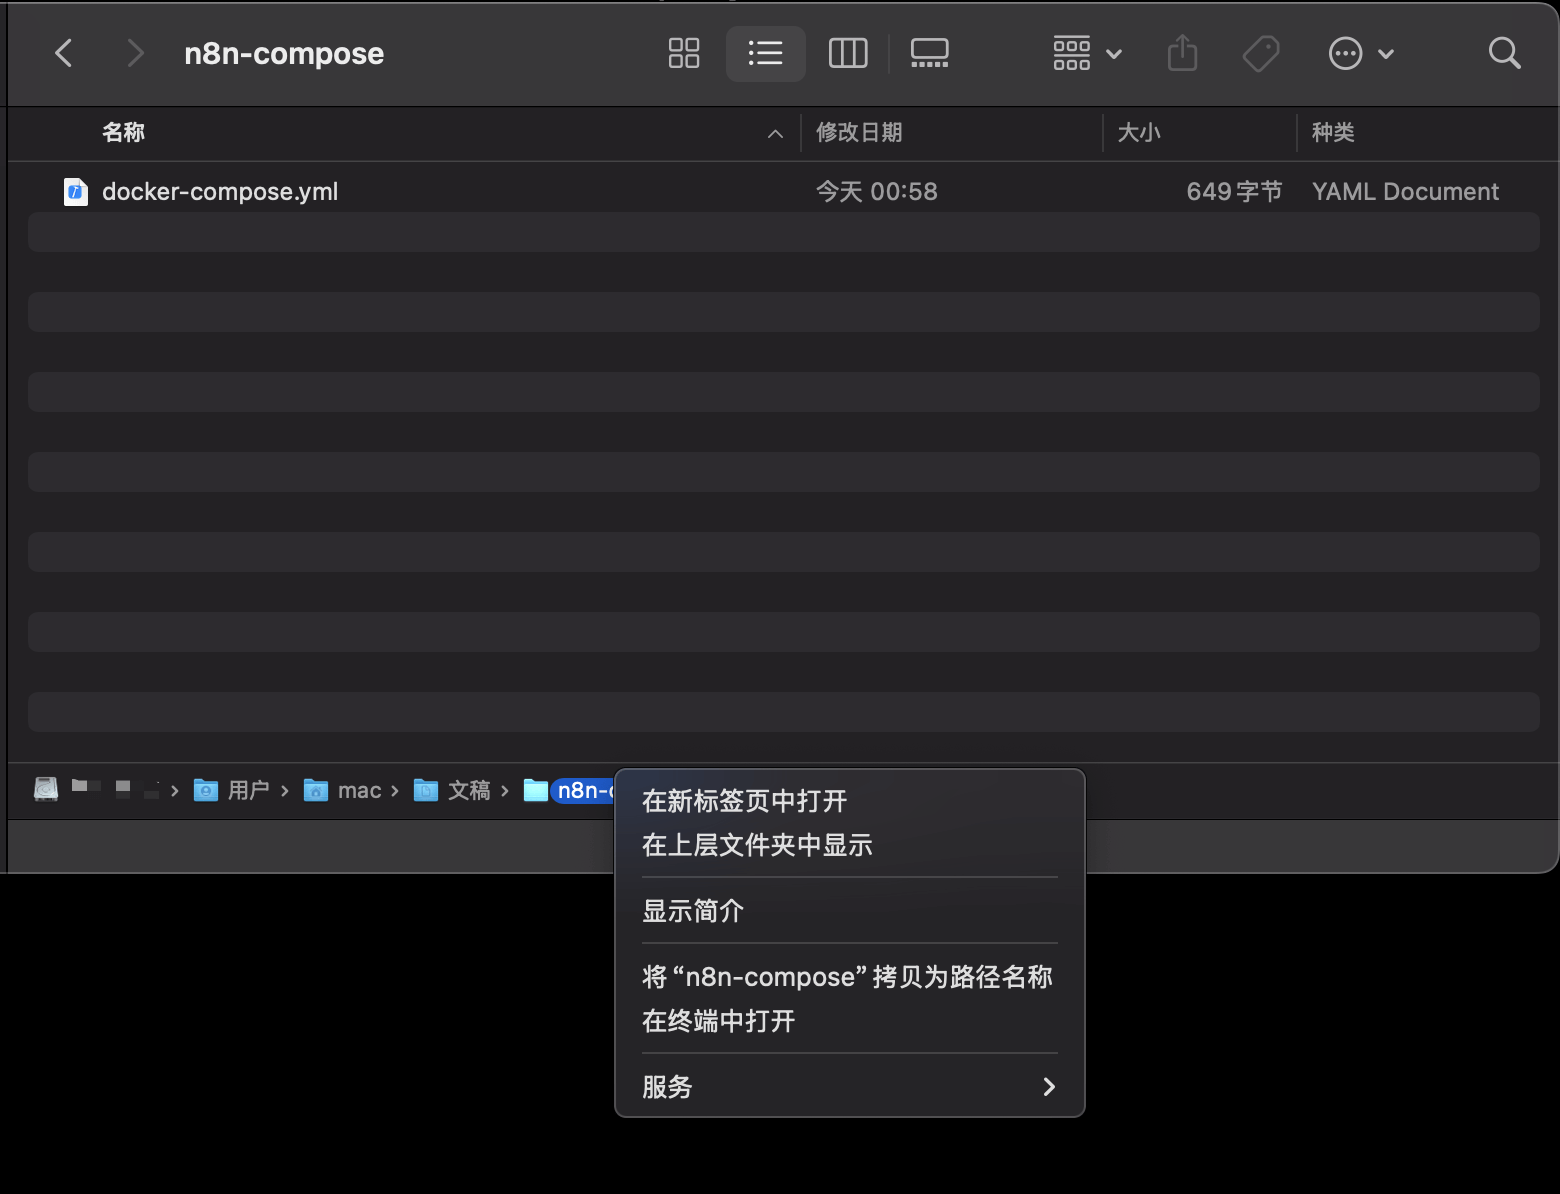 n8n-compose
名称 修改日期 大小 种类
docker-compose.yml 今天 00:58 649 字节 YAML Document
用户 › mac › 文稿 ›
在新标签页中打开
在上层文件夹中显示
显示简介
将“n8n-compose”拷贝为路径名称
在终端中打开
服务